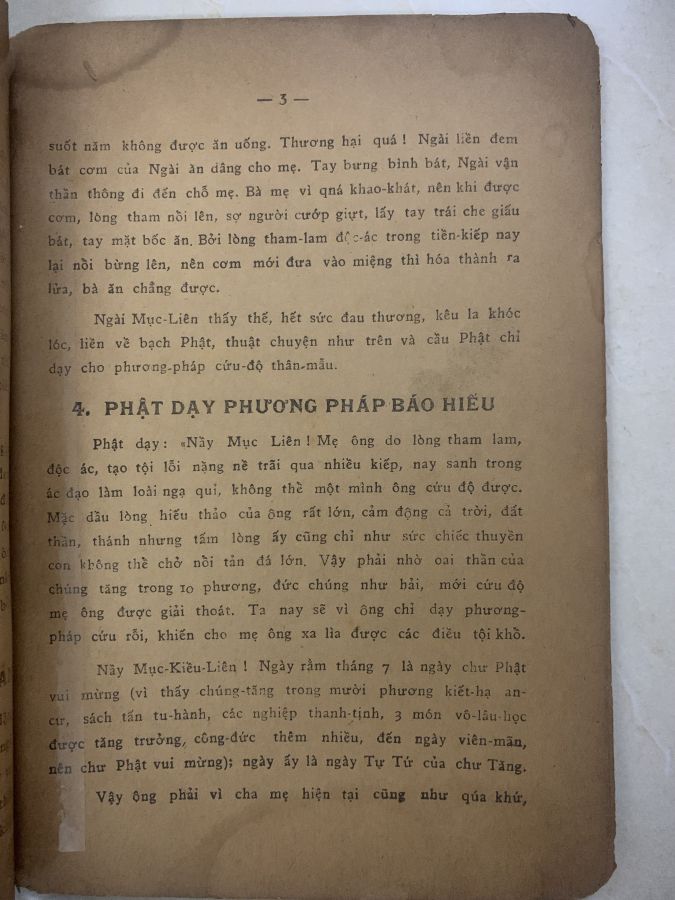 — 3 —
suốt năm không được ăn uống. Thương hại quá ! Ngài liền đem
bát cơm của Ngài ăn dâng cho mẹ. Tay bưng bình bát, Ngài vận
thần thông đi đến chỗ mẹ. Bà mẹ vì qná khao-khát, nên khi được
cơm, lòng tham nồi lên, sợ người cướp giựt, lấy tay trái che giấu
bát, tay mặt bốc ăn. Bởi lòng tham-lam độc-ác trong tiền-kiếp nay
lại nồi bừng lên, nên cơm mới đưa vào miệng thì hóa thành ra
lửa, bà ăn chẳng được.
Ngài Mục-Liên thấy thế, hết sức đau thương, kêu la khóc
lóc, liền về bạch Phật, thuật chuyện như trên và cầu Phật chỉ
dạy cho phương-pháp cứu-độ thân-mẫu.
4. PHẬT DẠY PHƯƠNG PHÁP BÁO HIẾU
Phật dạy : «Nầy Mục Liên ! Mẹ ông do lòng tham lam,
độc ác, tạo tội lỗi nặng nề trãi qua nhiều kiếp, nay sanh trong
ác đạo làm loài ngạ quỉ, không thể một mình ông cứu độ được.
Mặc dầu lòng hiếu thảo của ông rất lớn, cảm động cả trời, đất
thần, thánh nhưng tấm lòng ấy cũng chỉ như sức chiếc thuyền
con không thể chở nồi tản đá lớn. Vậy phải nhờ oai thần của
chúng tăng trong 10 phương, đức chúng như bải, mới cứu độ
mẹ ông được giải thoát. Ta nay sẽ vì ông chỉ dạy phương-
pháp cứu rỗi, khiến cho mẹ ông xa lìa được các điều tội khổ.
Nầy Mục-Kiều-Liên ! Ngày rằm tháng 7 là ngày chư Phật
vui mừng (vì thấy chúng-tăng trong mười phương kiết-hạ an-
cư, sách tấn tu-hành, các nghiệp thanh-tịnh, 3 món vô-lâu-học
được tăng trưởng, công-đức thêm nhiều, đến ngày viên-mãn,
nên chư Phật vui mừng); ngày ấy là ngày Tự Tứ của chư Tăng.
Vậy ông phải vì cha mẹ hiện tại cũng như qúa khứ,